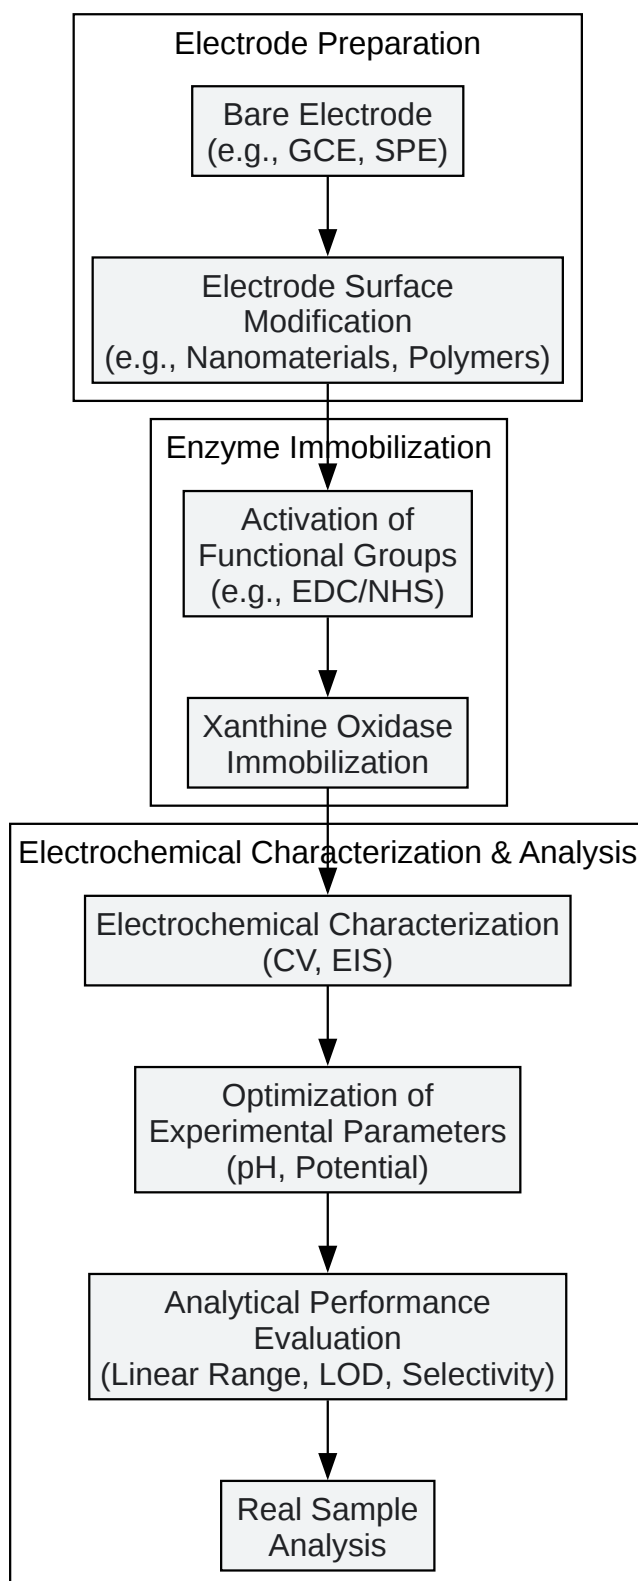 Electrode Preparation
Bare Electrode
(e.g., GCE, SPE)
Electrode Surface
Modification
(e.g., Nanomaterials, Polymers)
Enzyme Immobilization
Activation of
Functional Groups
(e.g., EDC/NHS)
Xanthine Oxidase
Immobilization
Electrochemical Characterization & Analysis
Electrochemical Characterization
(CV, EIS)
Optimization of
Experimental Parameters
(pH, Potential)
Analytical Performance
Evaluation
(Linear Range, LOD, Selectivity)
Real Sample
Analysis